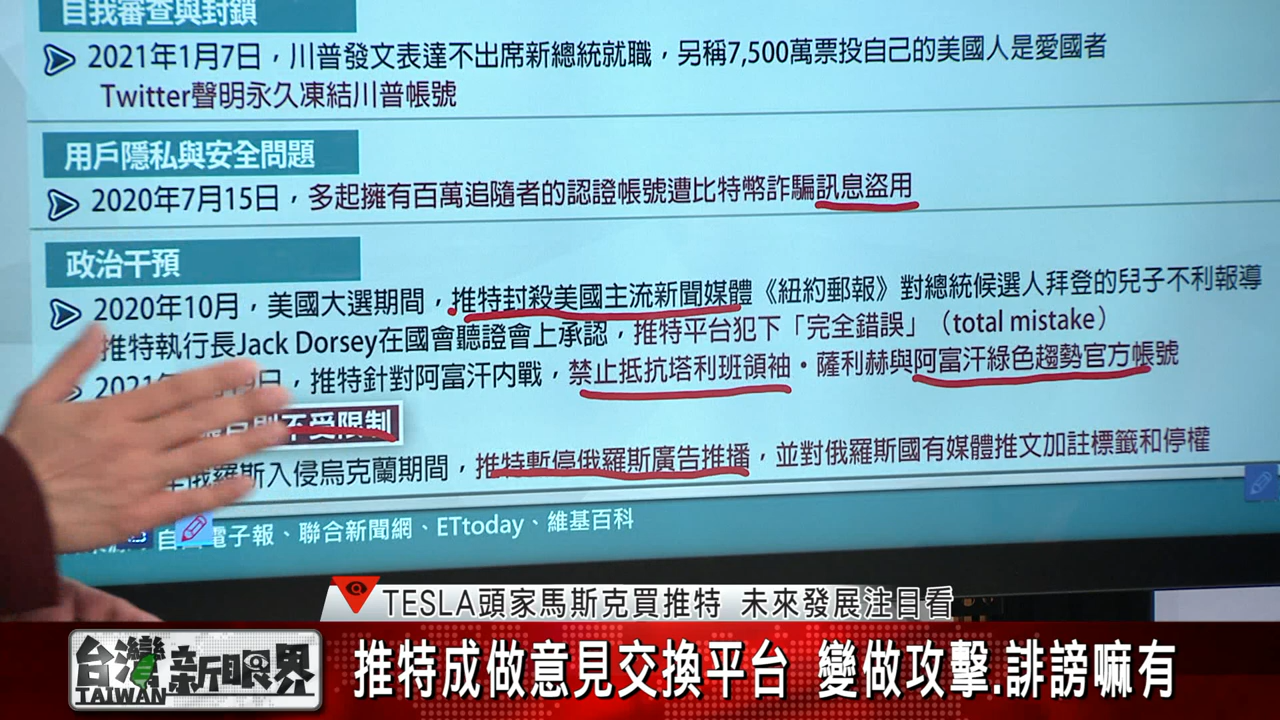 自我審查與封鎖
2021年1月7日，川普發文表達不出席新總統就職，另稱7,500萬票投自己的美國人是愛國者
Twitter聲明永久凍結川普帳號
用戶隱私與安全問題
2020年7月15日，多起擁有百萬追隨者的認證帳號遭比特幣詐騙訊息盜用
政治干預
2020年10月，美國大選期間，推特封殺美國主流新聞媒體《紐約郵報》對總統候選人拜登的兒子不利報導
推特執行長Jack Dorsey在國會聽證會上承認，推特平台犯下「完全錯誤」（total mistake）
2021年 日，推特針對阿富汗內戰，禁止抵抗塔利班領袖・薩利赫與阿富汗綠色趨勢官方帳號
則不受限制
俄羅斯入侵烏克蘭期間，推特暫停俄羅斯廣告推播，並對俄羅斯國有媒體推文加註標籤和停權
自由電子報、聯合新聞網、ETtoday、維基百科
TESLA頭家馬斯克買推特 未來發展注目看
台灣新眼界
TAIWAN
推特成做意見交換平台 變做攻擊.誹謗嘛有